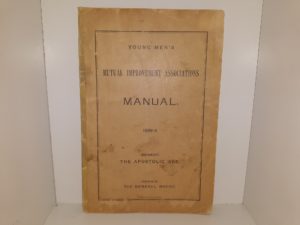 YOUNG MEN'S
MUTUAL IMPROVEMENT ASSOCIATIONS
MANUAL.
THE APOSTOLIC AGE
THE GENERAL BOARD